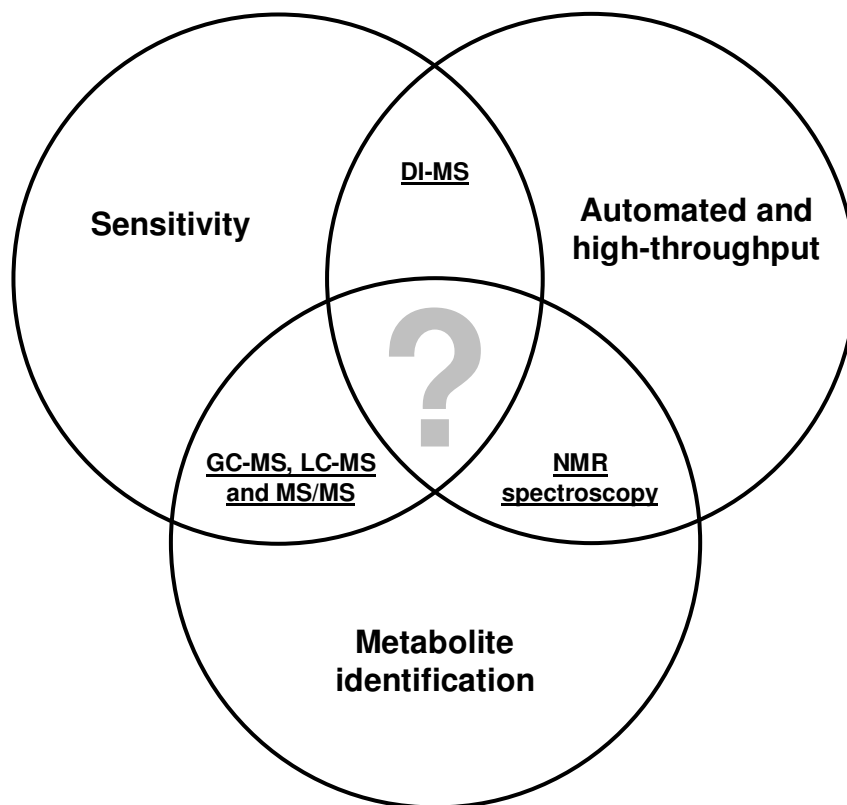 DI-MS
Sensitivity
Automated and
high-throughput
?
GC-MS, LC-MS
and MS/MS
NMR
spectroscopy
Metabolite
identification